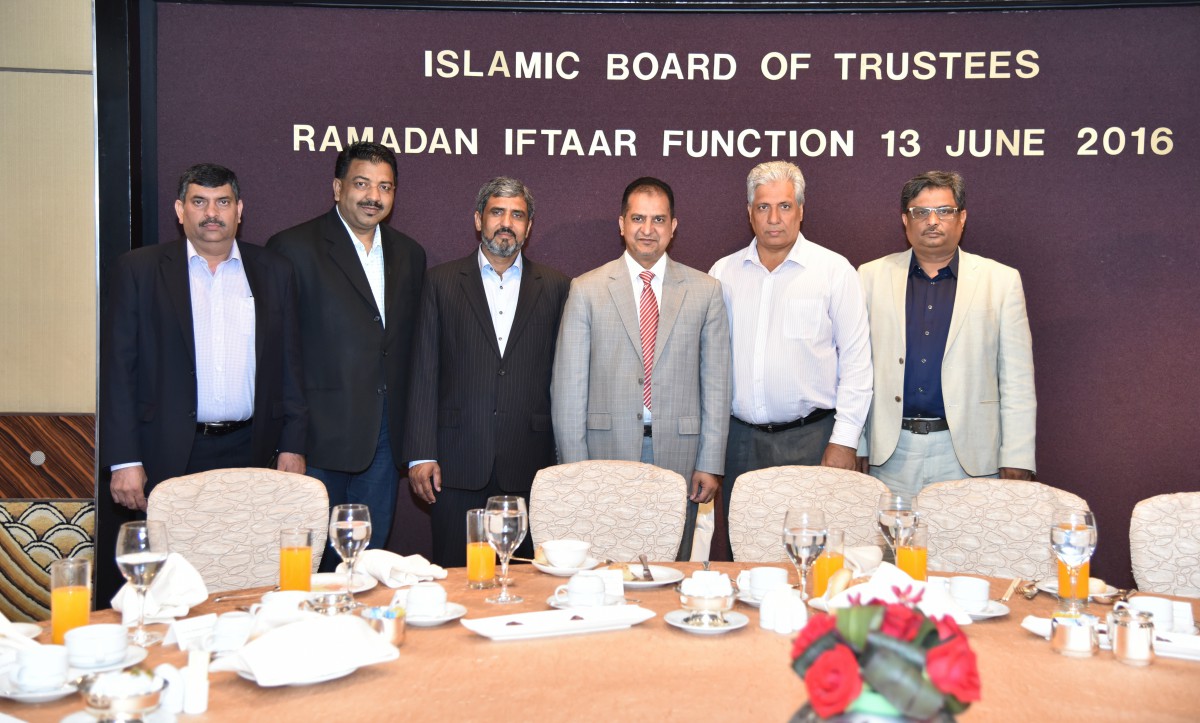 ISLAMIC BOARD OF TRUSTEES
RAMADAN IFTAAR FUNCTION 13 JUNE 2016